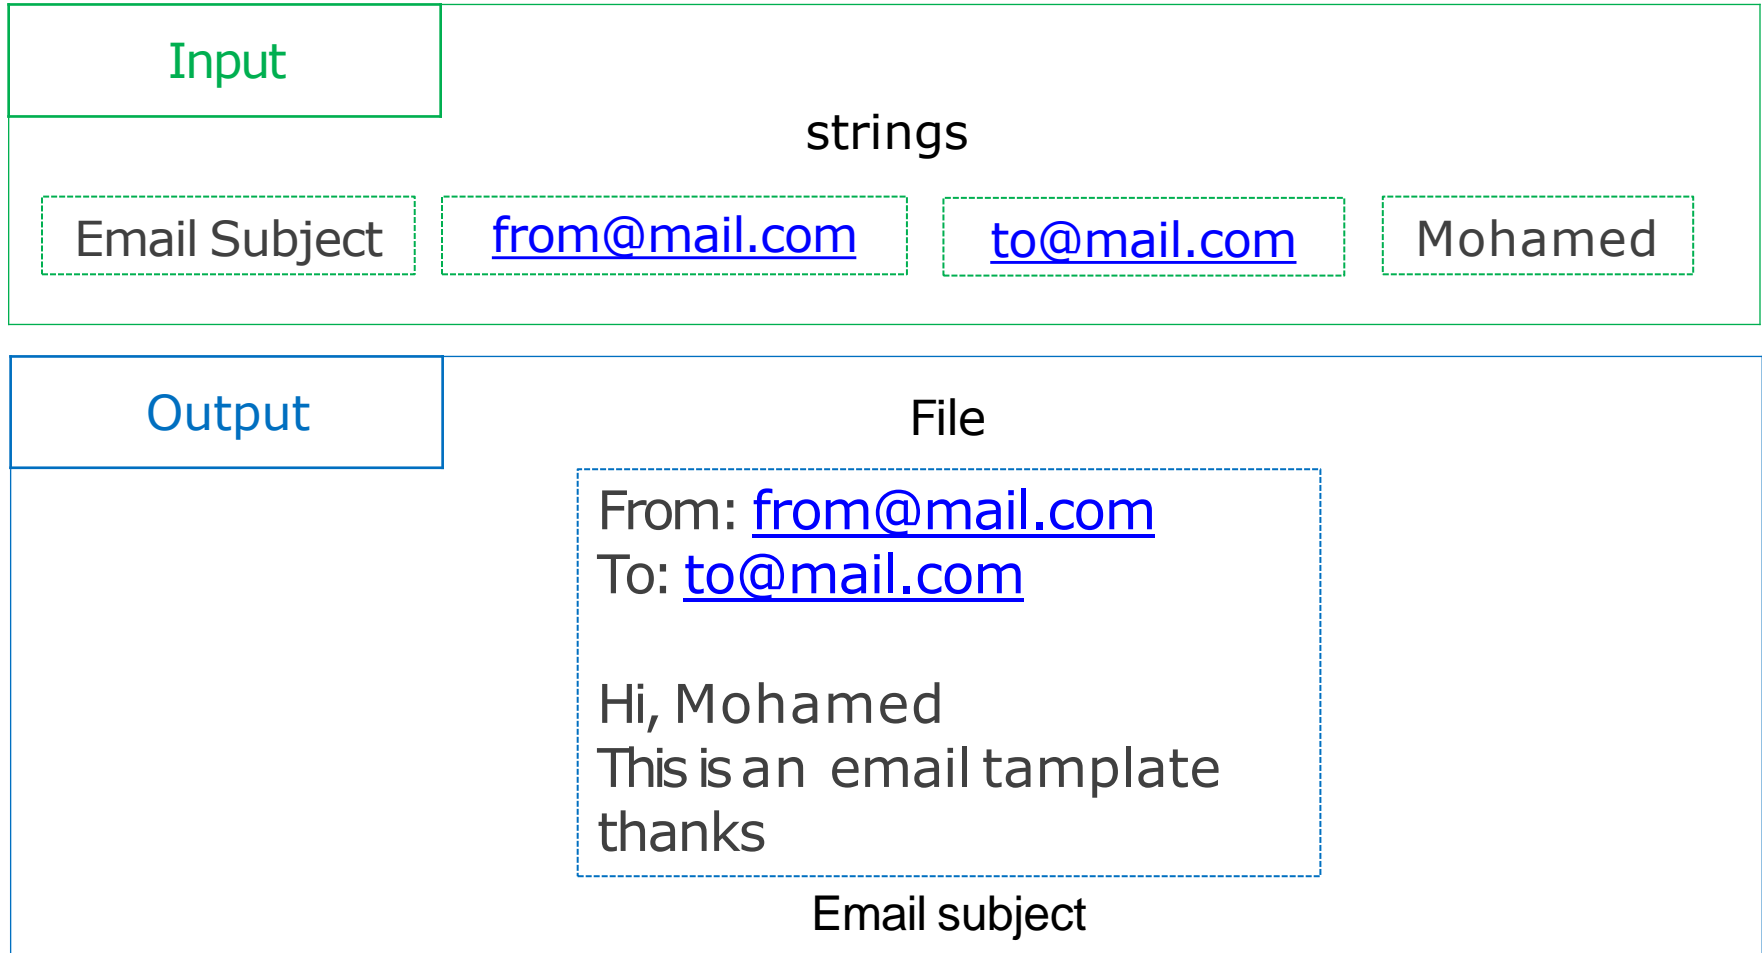 Input
strings
Email Subject
from@mail.com
to@mail.com
Mohamed
Output
File
From: from@mail.com
To: to@mail.com
Hi, Mohamed
This is an email tamplate
thanks
Email subject